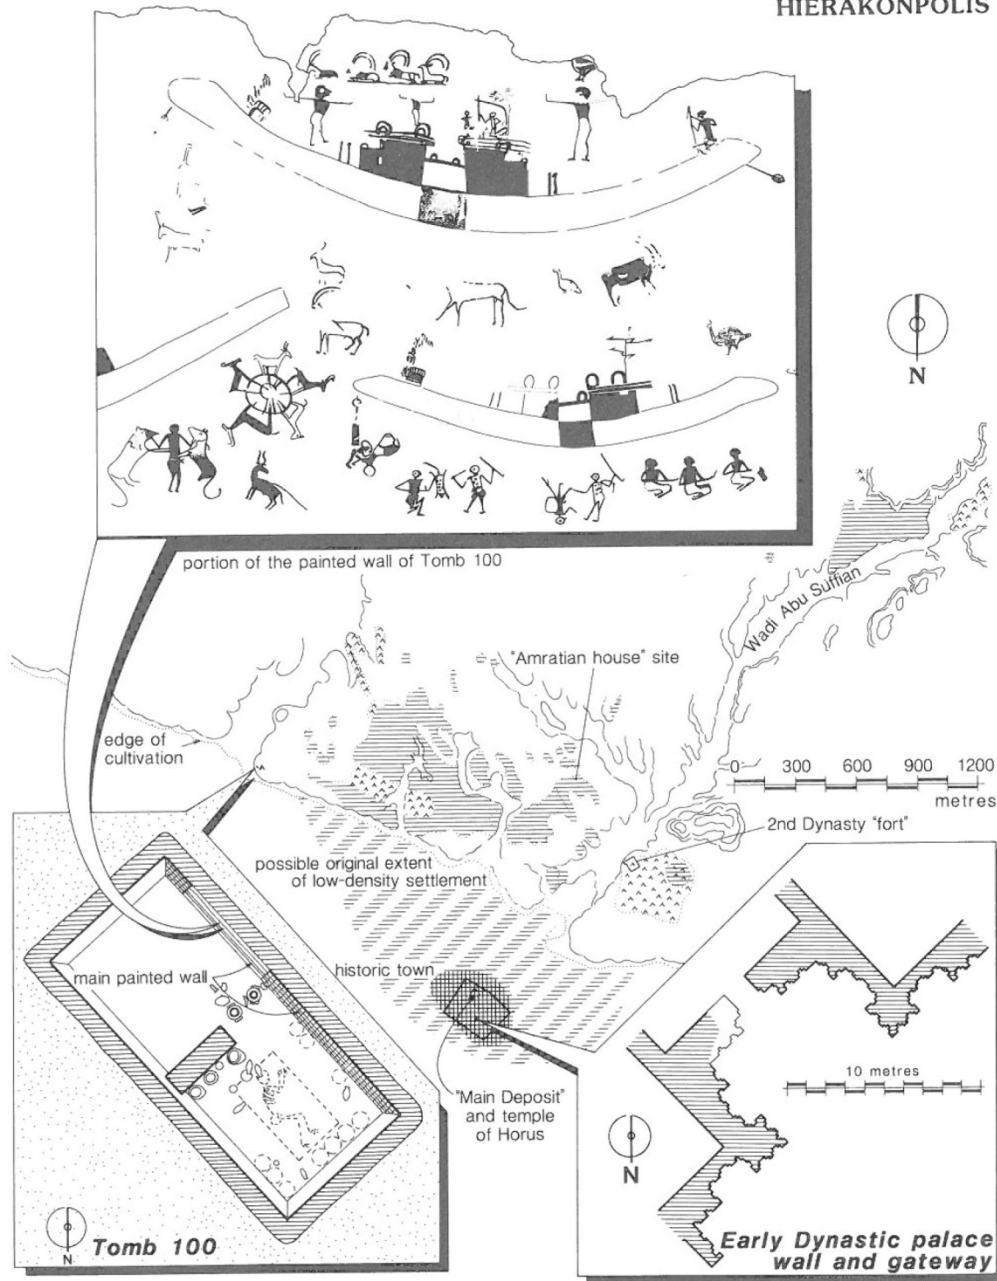 HIERAKONPOLIS
N
portion of the painted wall of Tomb 100
Wadi Abu Suffian
"Amratian house" site
edge of
cultivation
0 300 600 900 1200
metres
2nd Dynasty "fort"
possible original extent
of low-density settlement
main painted wall
historic town
10 metres
"Main Deposit"
and temple
of Horus
N
N
Tomb 100
Early Dynastic palace
wall and gateway